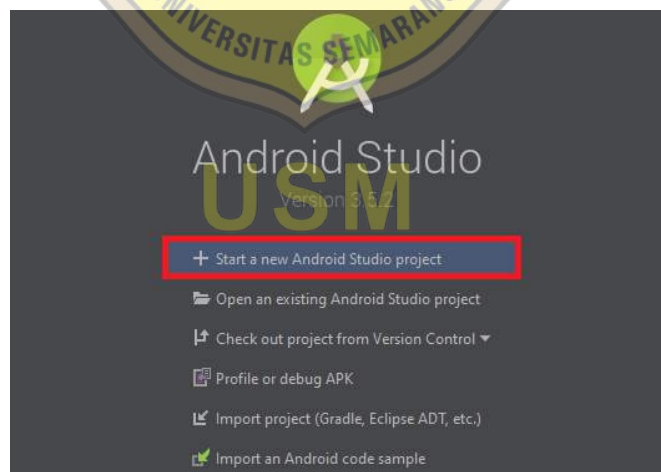 UNIVERSITAS SEMARANG
Android Studio
USM
Version 3.5.2
Start a new Android Studio project
Open an existing Android Studio project
Check out project from Version Control
Profile or debug APK
Import project (Gradle, Eclipse ADT, etc.)
Import an Android code sample